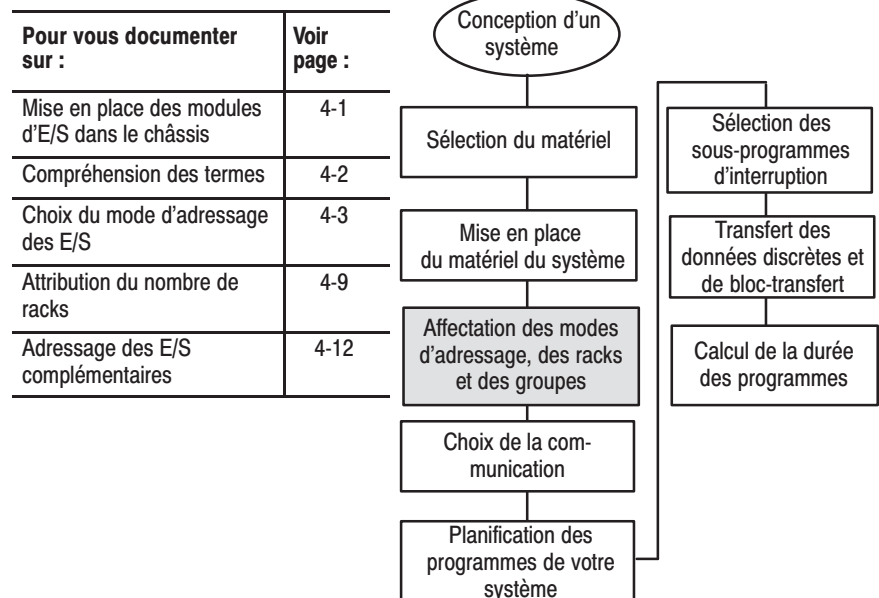 Pour vous documenter
sur :
Voir
page :
Mise en place des modules
d'E/S dans le châssis
4-1
Compréhension des termes
4-2
Choix du mode d'adressage
des E/S
4-3
Attribution du nombre de
racks
4-9
Adressage des E/S
complémentaires
4-12
Conception d'un
système
Sélection du matériel
Mise en place
du matériel du système
Affectation des modes
d'adressage, des racks
et des groupes
Choix de la com-
munication
Planification des
programmes de votre
système
Sélection des
sous-programmes
d'interruption
Transfert des
données discrètes et
de bloc-transfert
Calcul de la durée
des programmes